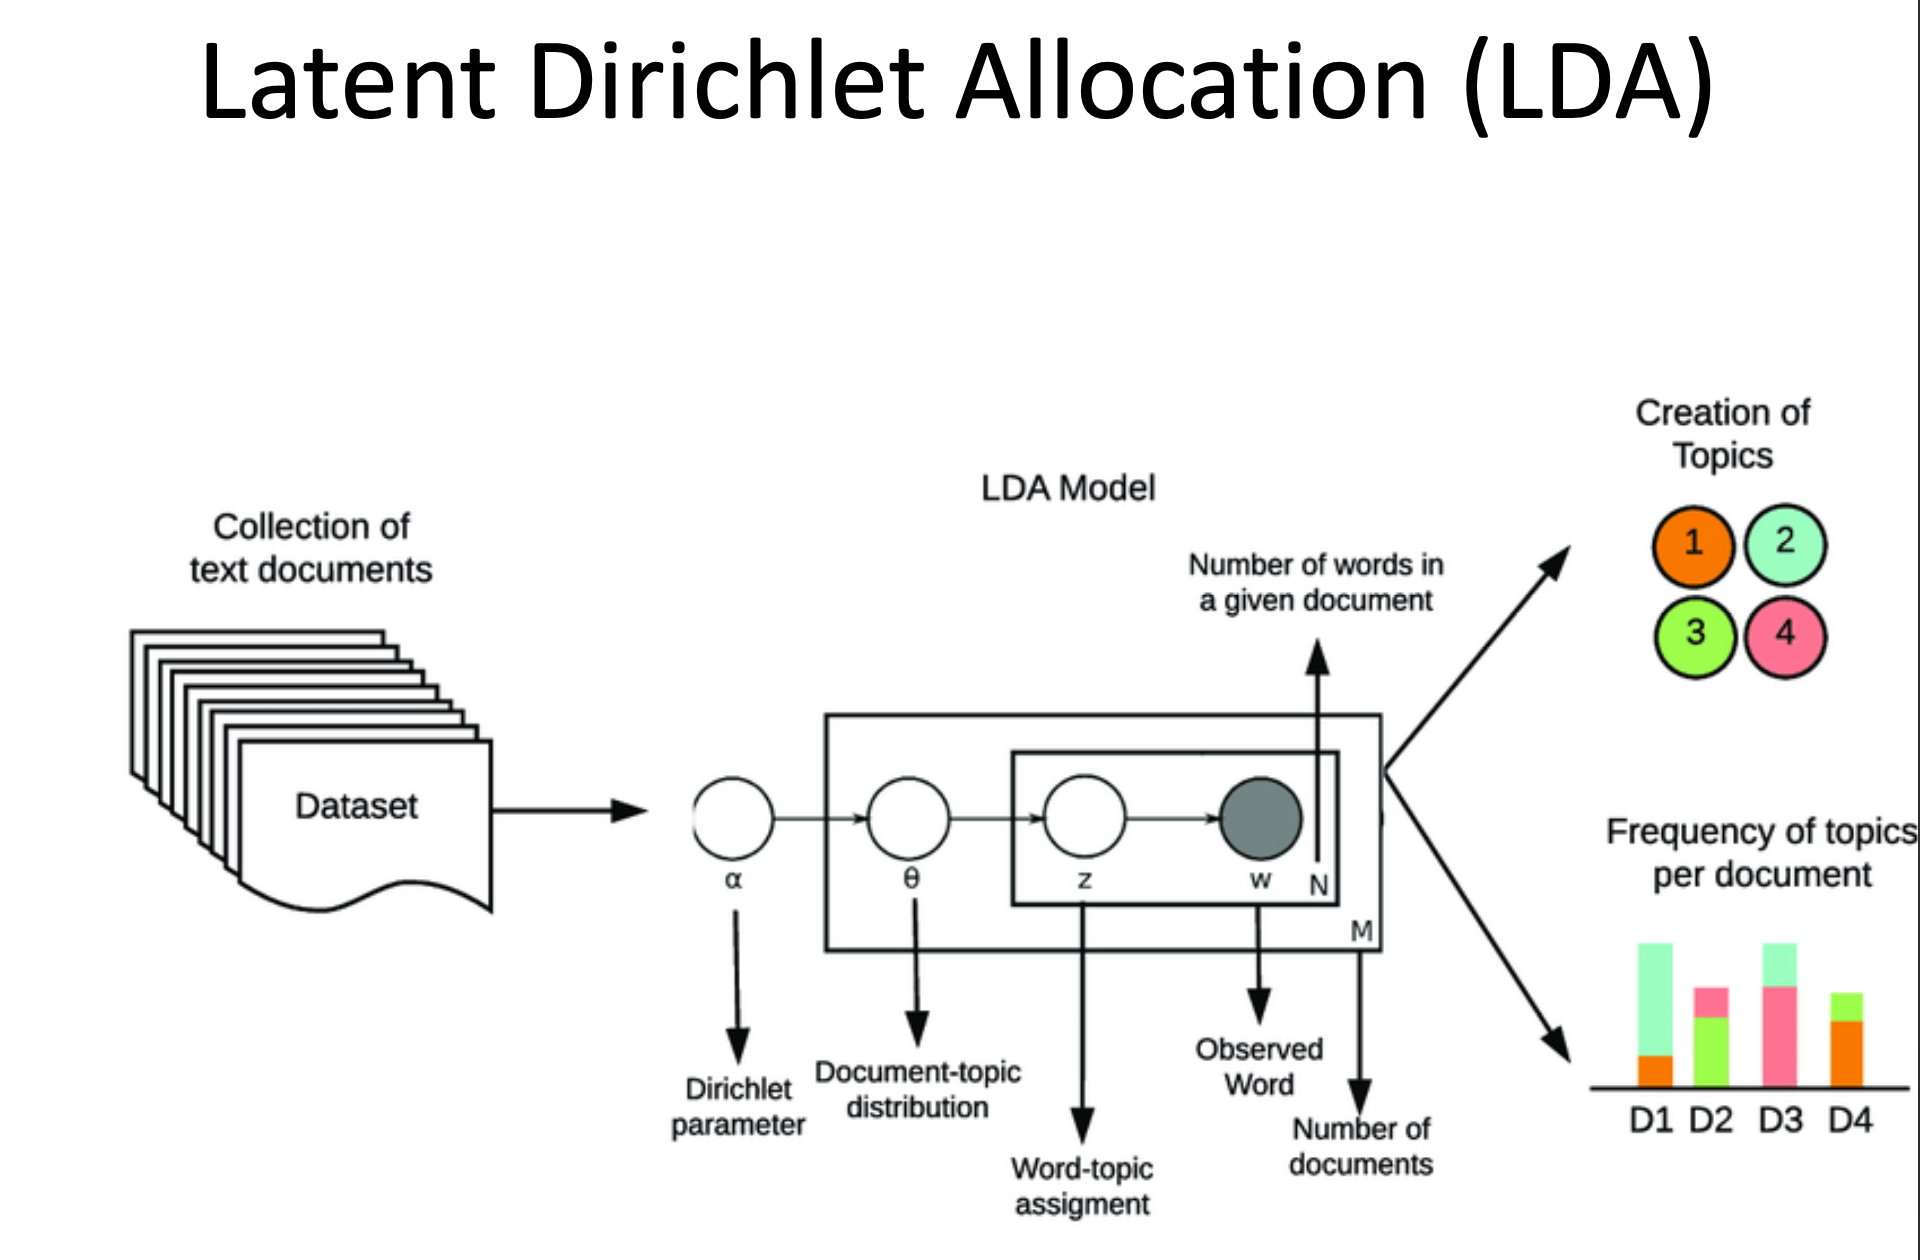 Latent Dirichlet Allocation (LDA)
Collection of
text documents
Dataset
LDA Model
Number of words in
a given document
α
θ
z
w
N
M
Dirichlet
parameter
Document-topic
distribution
Word-topic
assigment
Observed
Word
Number of
documents
Creation of
Topics
1 2
3 4
Frequency of topics
per document
D1 D2 D3 D4